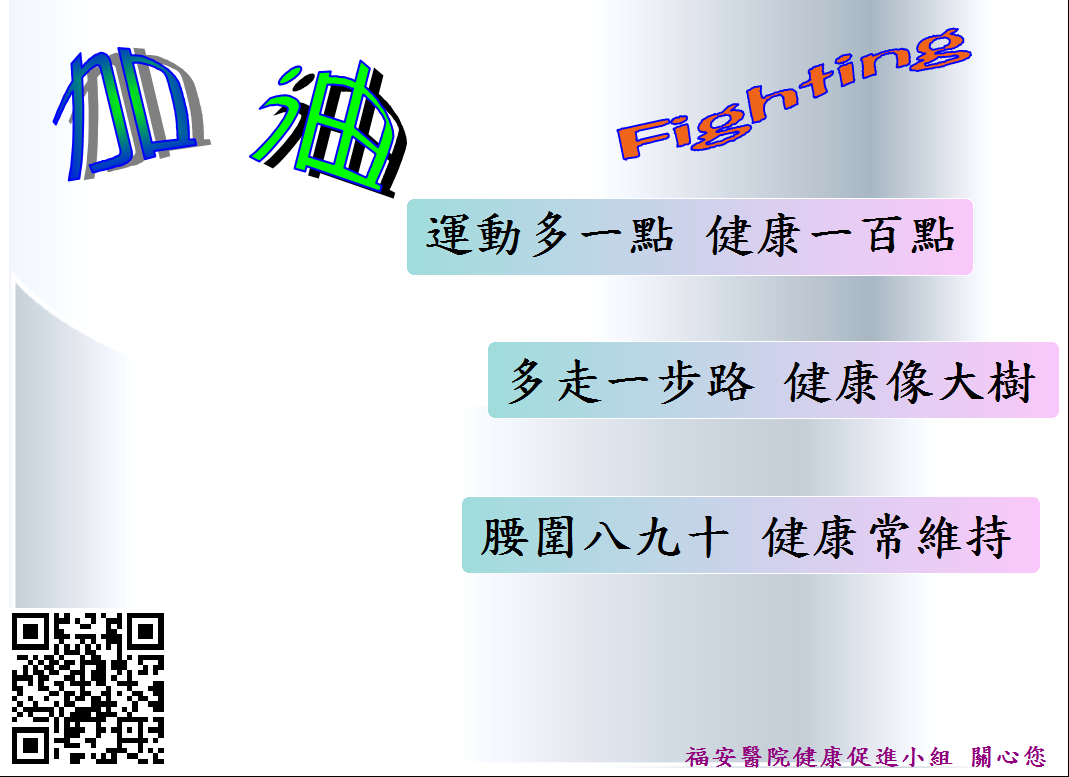 加油
Fighting
運動多一點 健康一百點
多走一步路 健康像大樹
腰圍八九十 健康常維持
福安醫院健康促進小組 關心您